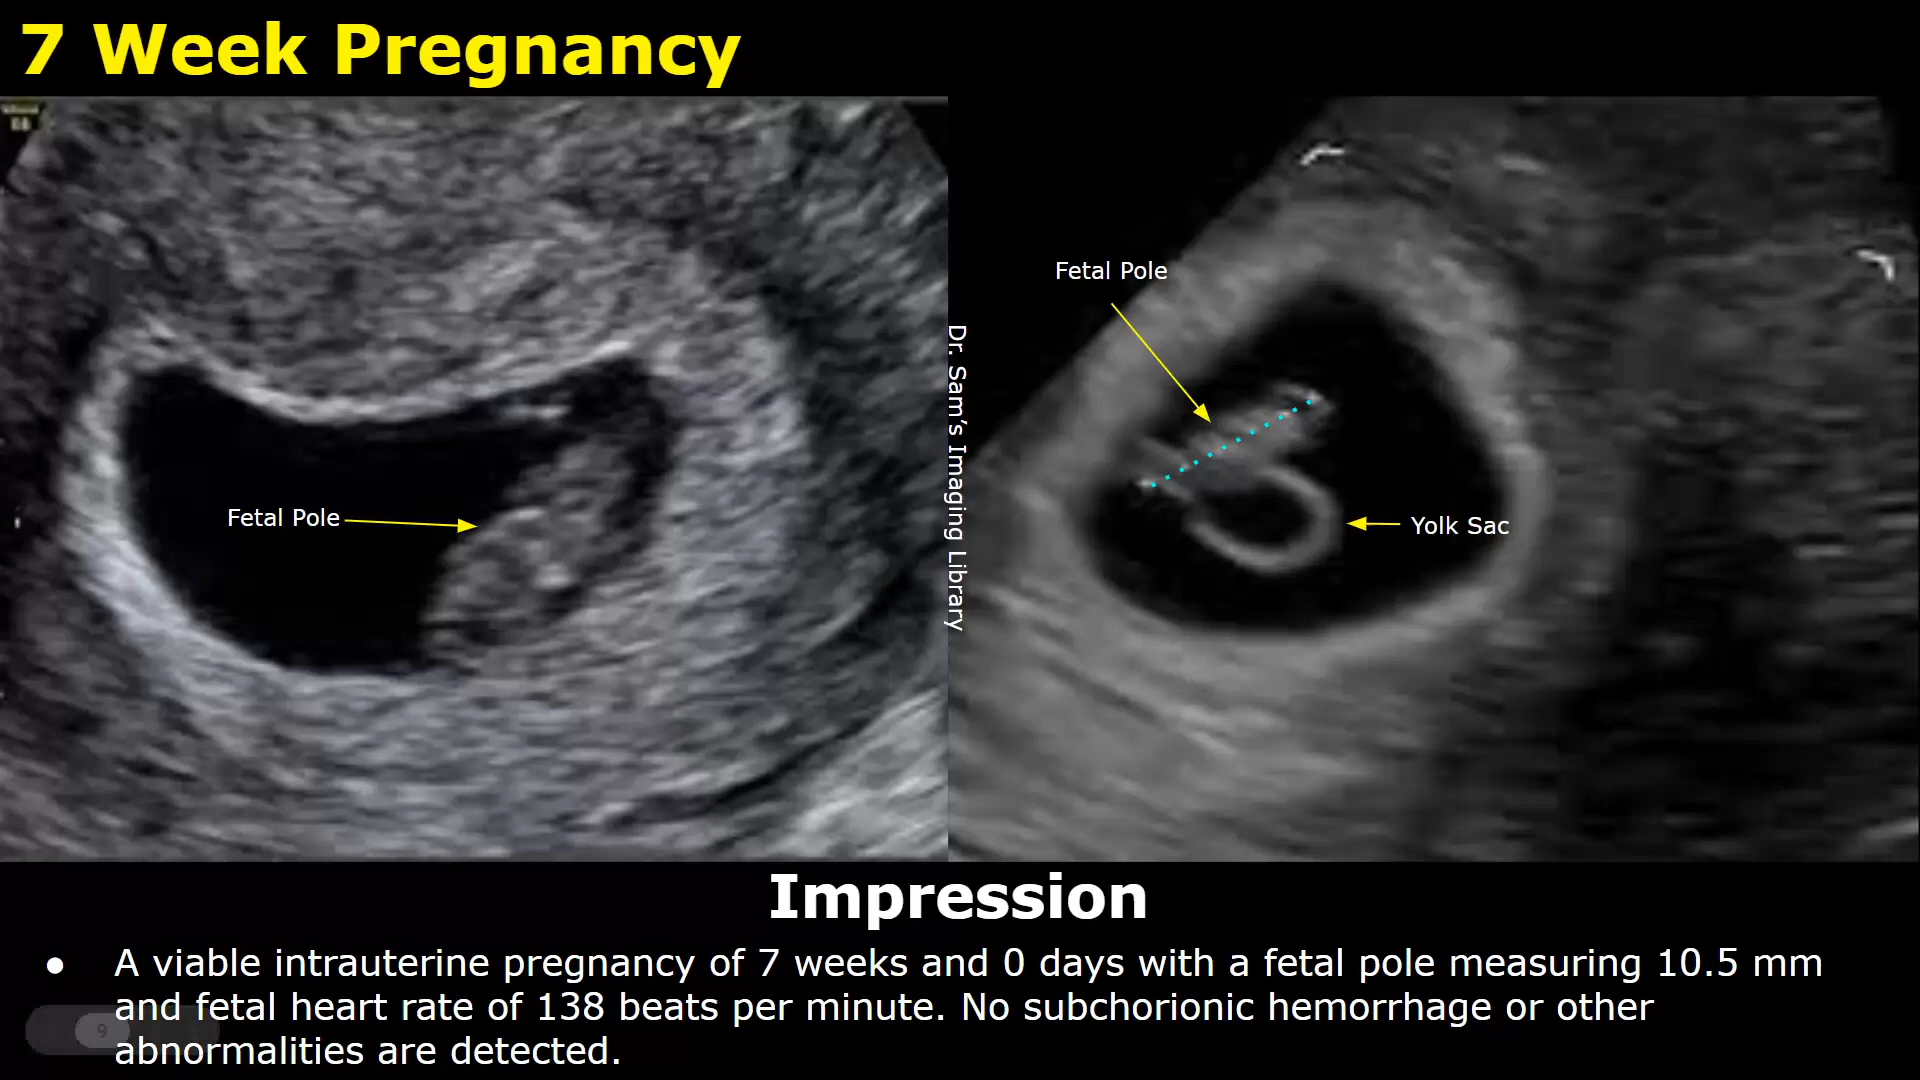 7 Week Pregnancy
Fetal Pole
Dr. Sam's Imaging Library
Fetal Pole
Yolk Sac
Impression
● A viable intrauterine pregnancy of 7 weeks and 0 days with a fetal pole measuring 10.5 mm
and fetal heart rate of 138 beats per minute. No subchorionic hemorrhage or other
abnormalities are detected.
9